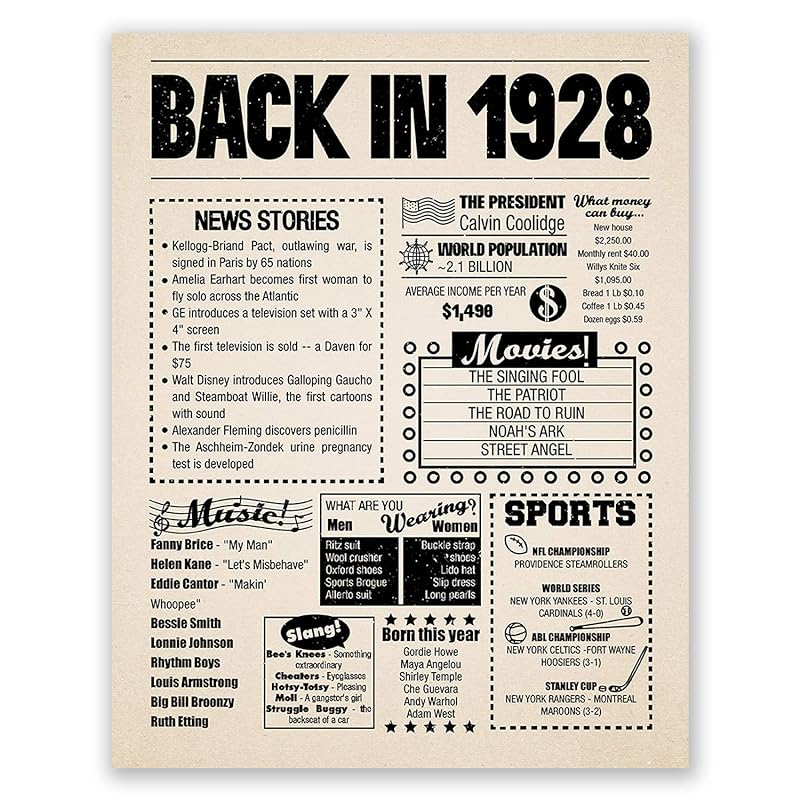 BACK IN 1928
NEWS STORIES
• Kellogg-Briand Pact, outlawing war, is
signed in Paris by 65 nations
• Amelia Earhart becomes first woman to
fly solo across the Atlantic
• GE introduces a television set with a 3" X
4" screen
• The first television is sold -- a Daven for
$75
• Walt Disney introduces Galloping Gaucho
and Steamboat Willie, the first cartoons
with sound
• Alexander Fleming discovers penicillin
• The Aschheim-Zondek urine pregnancy
test is developed
THE PRESIDENT
Calvin Coolidge
WORLD POPULATION
~2.1 BILLION
AVERAGE INCOME PER YEAR
$1,490
$
What money
can buy...
New house
$2,250.00
Monthly rent $40.00
Willys Knite Six
$1,095.00
Bread 1 Lb $0.10
Coffee 1 Lb $0.45
Dozen eggs $0.59
Movies!
THE SINGING FOOL
THE PATRIOT
THE ROAD TO RUIN
NOAH'S ARK
STREET ANGEL
Music!
Fanny Brice - "My Man"
Helen Kane - "Let's Misbehave"
Eddie Cantor - "Makin'
Whoopee"
Bessie Smith
Lonnie Johnson
Rhythm Boys
Louis Armstrong
Big Bill Broonzy
Ruth Etting
WHAT ARE YOU
Wearing?
Men
Ritz suit
Wool crusher
Oxford shoes
Sports Brogue
Allerto suit
Women
Buckle strap
shoes
Lido hat
Slip dress
Long pearls
Slang!
Bee's Knees - Something
extraordinary
Cheaters - Eyeglasses
Hotsy-Totsy - Pleasing
Moll - A gangster's girl
Struggle Buggy - the
backseat of a car
Born this year
Gordie Howe
Maya Angelou
Shirley Temple
Che Guevara
Andy Warhol
Adam West
SPORTS
NFL CHAMPIONSHIP
PROVIDENCE STEAMROLLERS
WORLD SERIES
NEW YORK YANKEES - ST. LOUIS
CARDINALS (4-0)
ABL CHAMPIONSHIP
NEW YORK CELTICS -FORT WAYNE
HOOSIERS (3-1)
STANLEY CUP
NEW YORK RANGERS - MONTREAL
MAROONS (3-2)